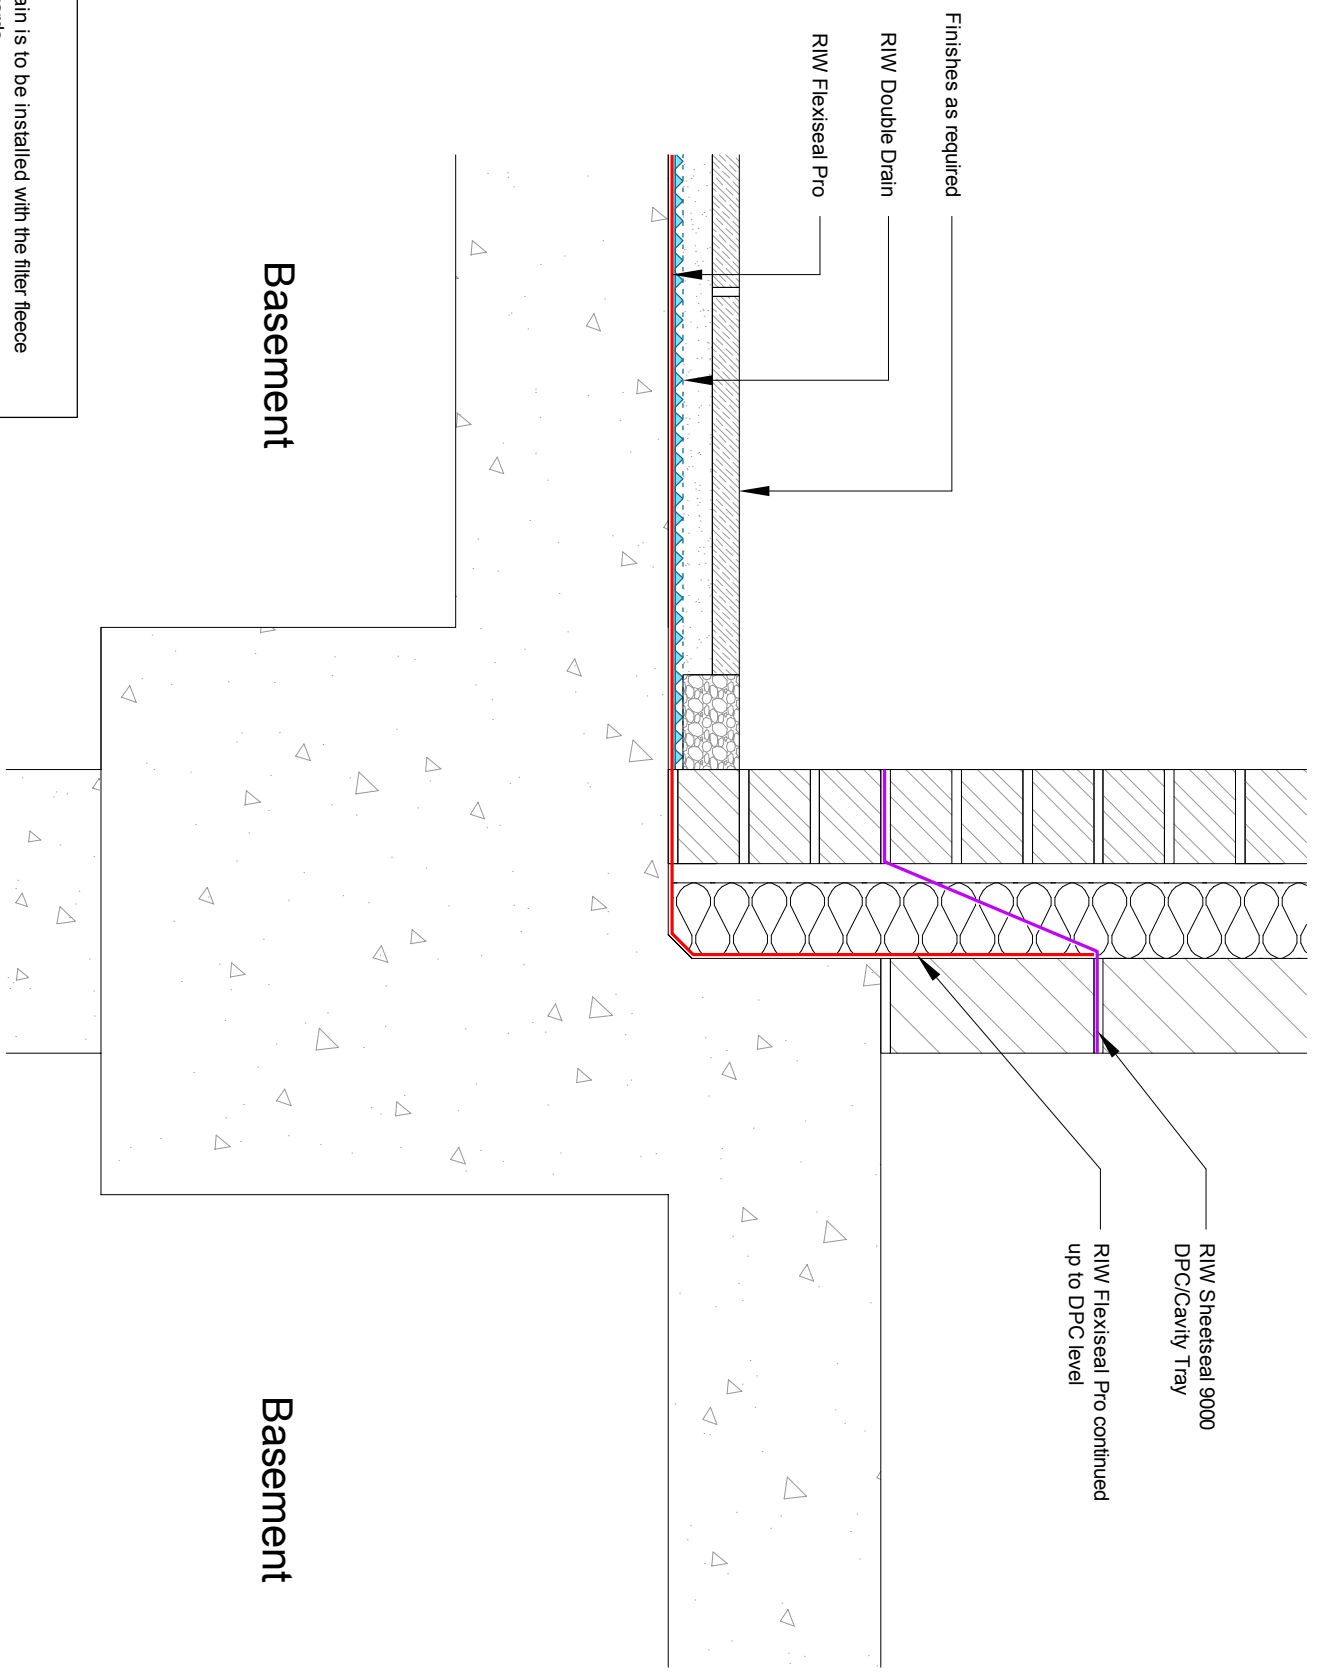 Finishes as required
RIW Double Drain
RIW Flexiseal Pro
RIW Sheetseal 9000
DPC/Cavity Tray
RIW Flexiseal Pro continued
up to DPC level
Basement
Basement
is to be installed with the filter fleece